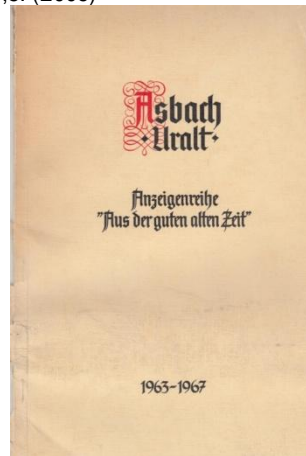 Asbach
·Uralt·
Anzeigenreihe
"Aus der guten alten Zeit"
1963-1967